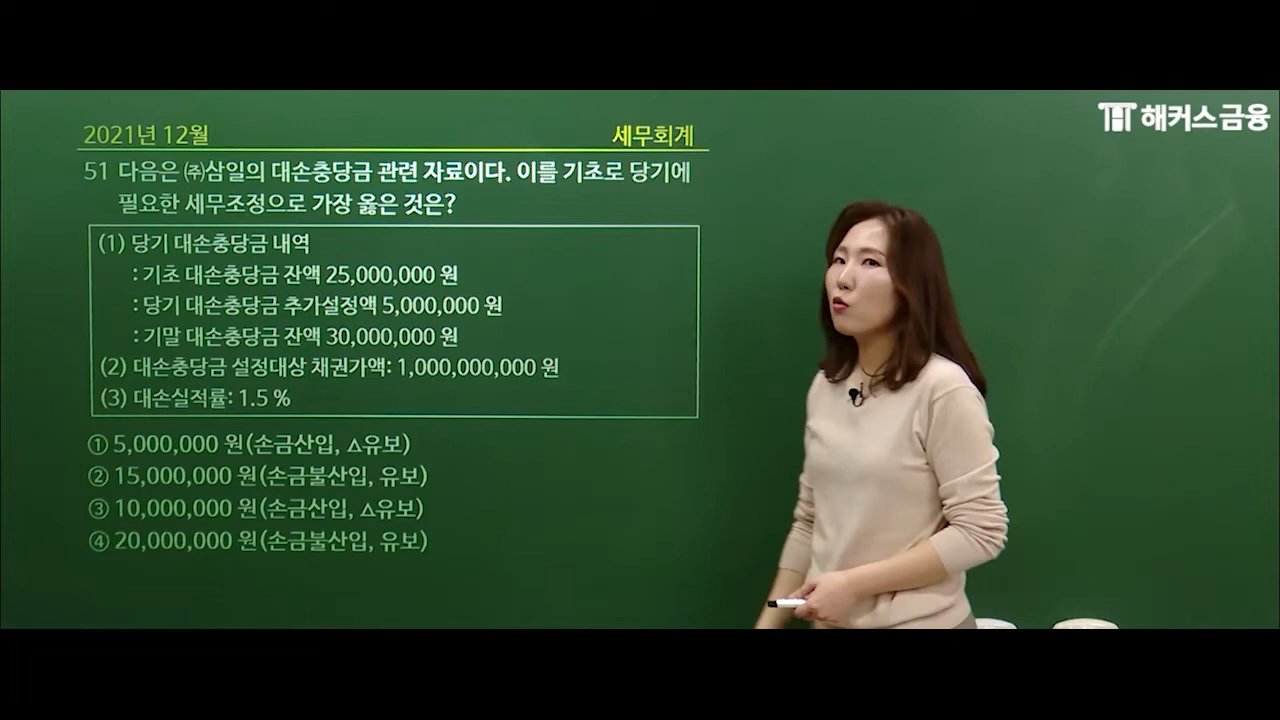 해커스금융
2021년 12월 세무회계
51 다음은 ㈜삼일의 대손충당금 관련 자료이다. 이를 기초로 당기에
필요한 세무조정으로 가장 옳은 것은?
(1) 당기 대손충당금 내역
: 기초 대손충당금 잔액 25,000,000 원
: 당기 대손충당금 추가설정액 5,000,000 원
: 기말 대손충당금 잔액 30,000,000 원
(2) 대손충당금 설정대상 채권가액: 1,000,000,000 원
(3) 대손실적률: 1.5 %
① 5,000,000 원(손금산입, △유보)
② 15,000,000 원(손금불산입, 유보)
③ 10,000,000 원(손금산입, △유보)
④ 20,000,000 원(손금불산입, 유보)